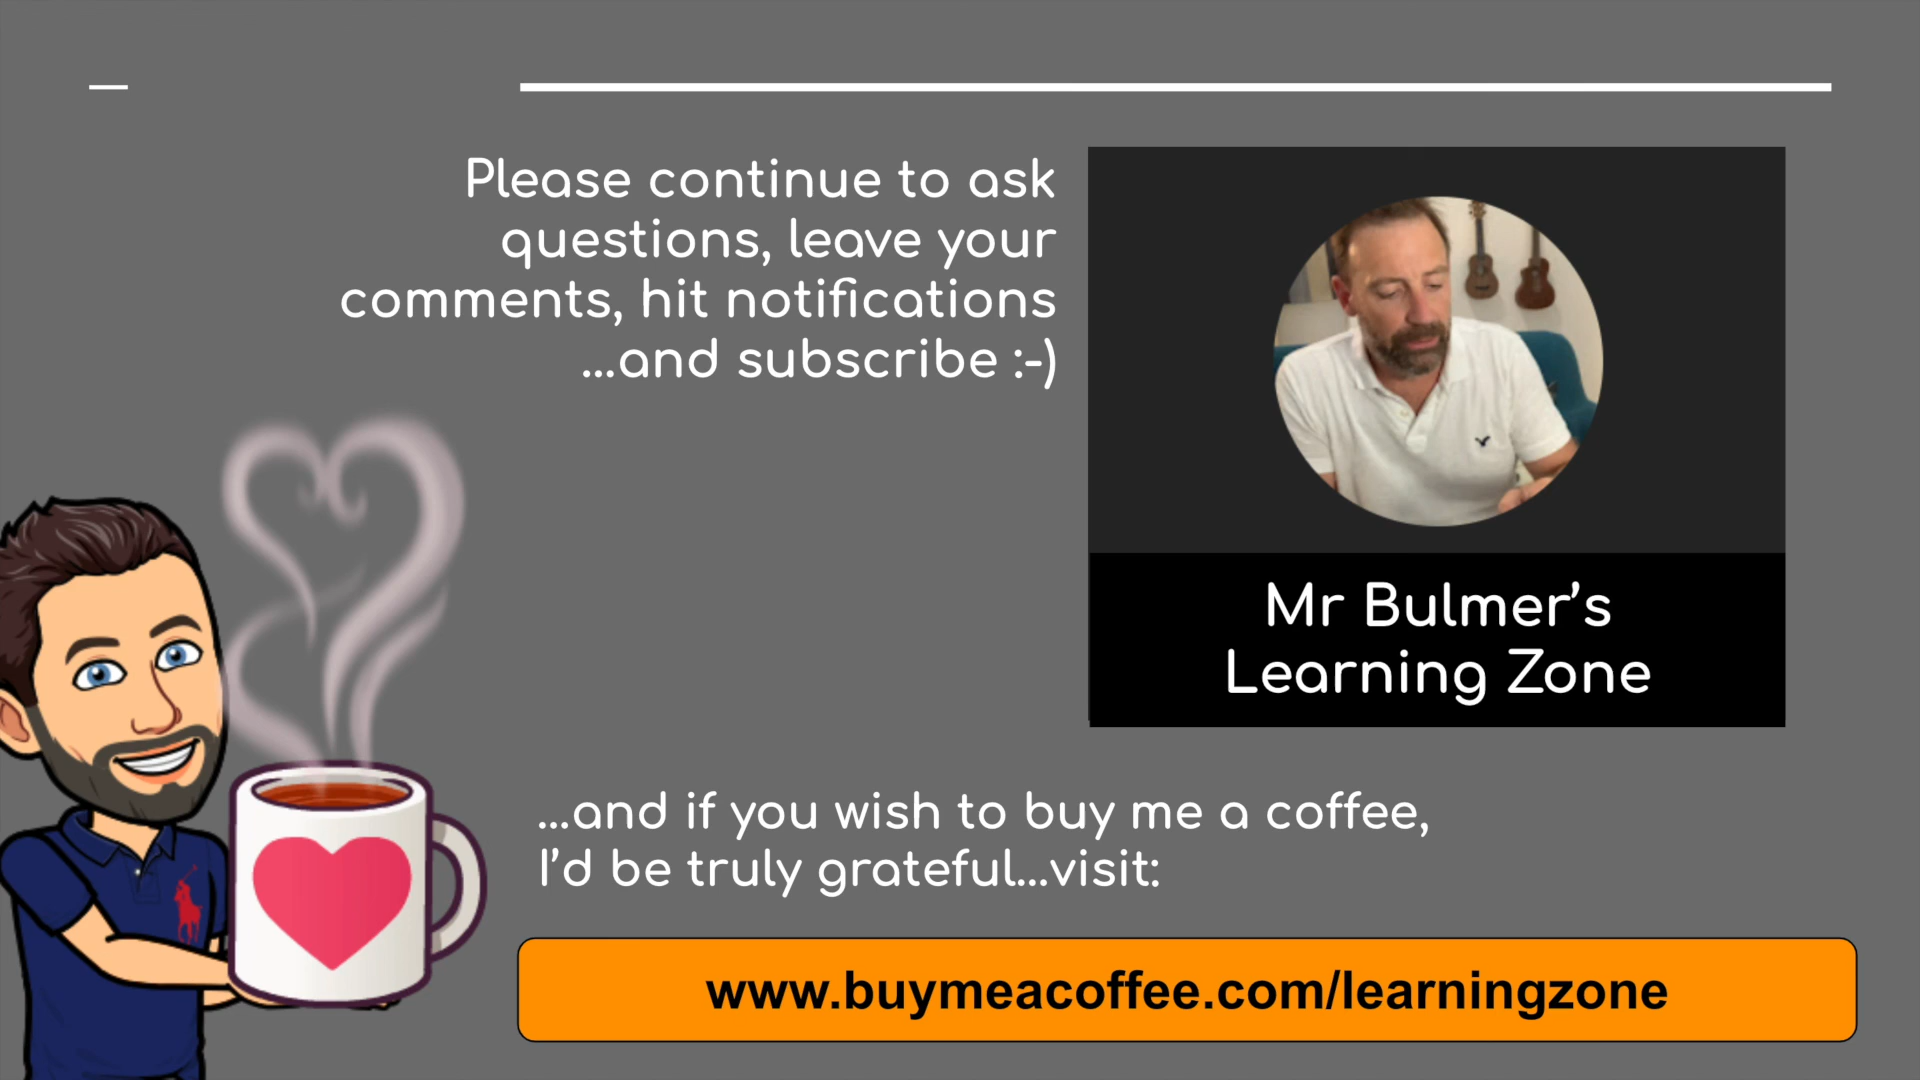 Please continue to ask
questions, leave your
comments, hit notifications
...and subscribe :-)
Mr Bulmer’s
Learning Zone
...and if you wish to buy me a coffee,
I’d be truly grateful...visit:
www.buymeacoffee.com/learningzone